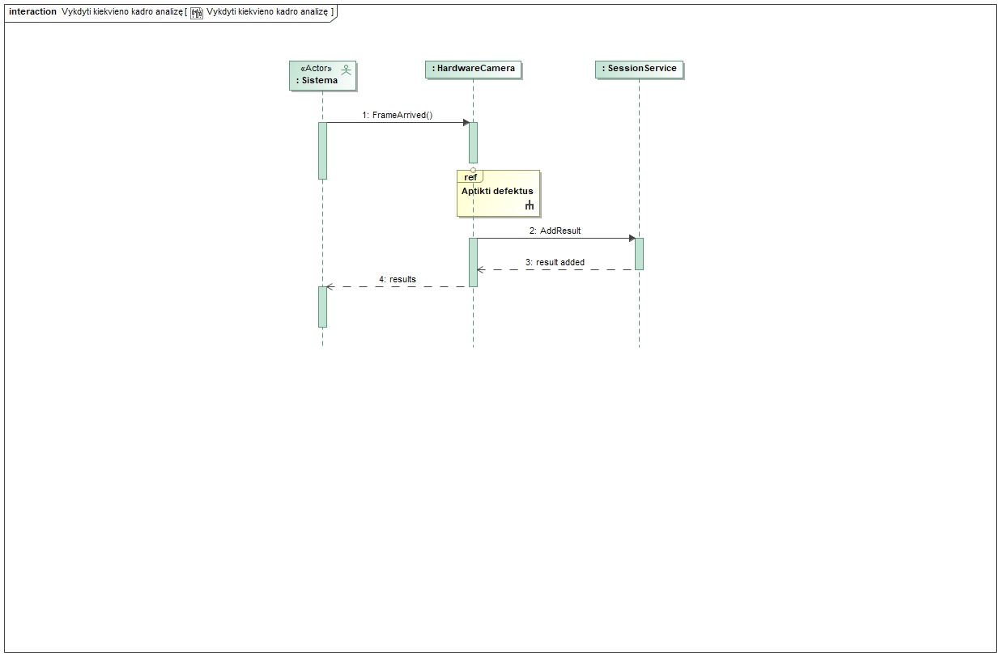 interaction Vykdyti kiekvieno kadro analizę [ Vykdyti kiekvieno kadro analizę ]
«Actor»
: Sistema
: HardwareCamera
: SessionService
1: FrameArrived()
ref
Aptikti defektus
2: AddResult
3: result added
4: results